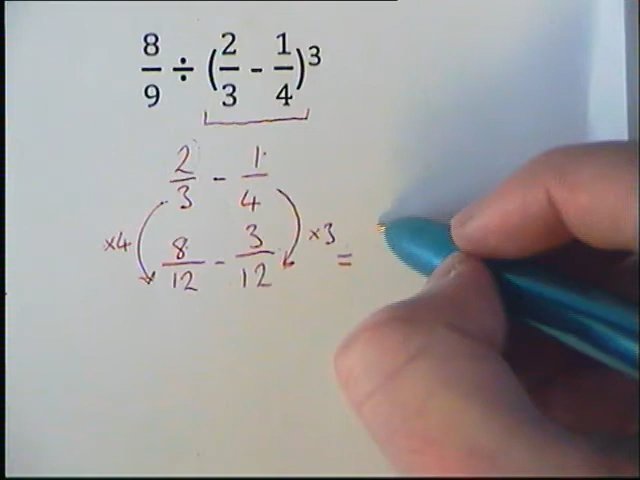 8/9 ÷ (2/3 - 1/4)³
2/3 - 1/4
×4 8/12 - 3/12 ×3 =